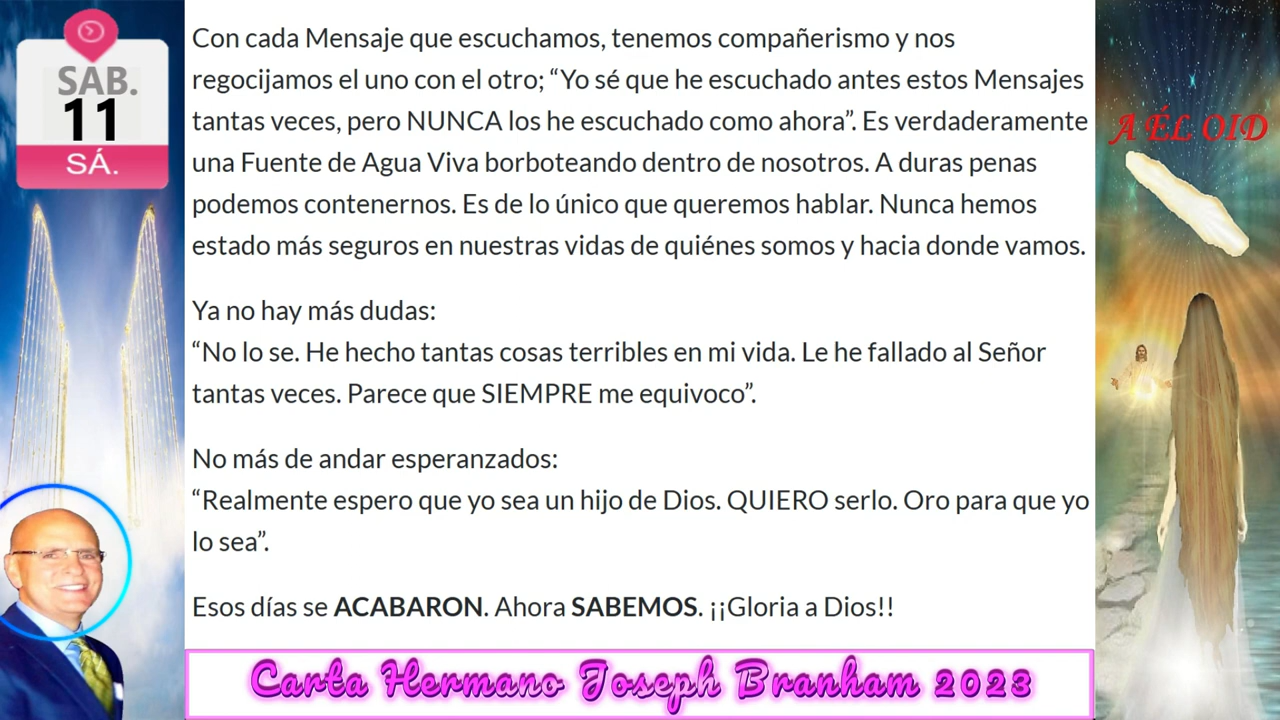 SAB.
11
SÁ.
Con cada Mensaje que escuchamos, tenemos compañerismo y nos
regocijamos el uno con el otro; “Yo sé que he escuchado antes estos Mensajes
tantas veces, pero NUNCA los he escuchado como ahora”. Es verdaderamente
una Fuente de Agua Viva borboteando dentro de nosotros. A duras penas
podemos contenernos. Es de lo único que queremos hablar. Nunca hemos
estado más seguros en nuestras vidas de quiénes somos y hacia donde vamos.
Ya no hay más dudas:
“No lo se. He hecho tantas cosas terribles en mi vida. Le he fallado al Señor
tantas veces. Parece que SIEMPRE me equivoco”.
No más de andar esperanzados:
“Realmente espero que yo sea un hijo de Dios. QUIERO serlo. Oro para que yo
lo sea”.
Esos días se ACABARON. Ahora SABEMOS. ¡¡Gloria a Dios!!
Carta Hermano Joseph Branham 2023
A ÉL OID